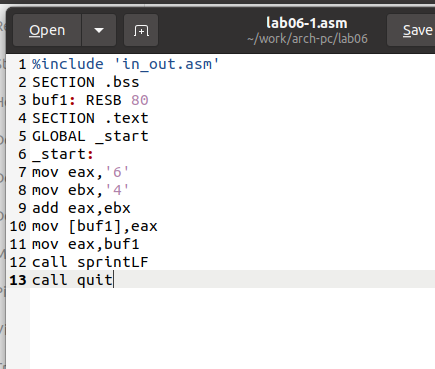 Open
lab06-1.asm
~/work/arch-pc/lab06
Save
1 %include 'in_out.asm'
2 SECTION .bss
3 buf1: RESB 80
4 SECTION .text
5 GLOBAL _start
6 _start:
7 mov eax,'6'
8 mov ebx,'4'
9 add eax,ebx
10 mov [buf1],eax
11 mov eax,buf1
12 call sprintLF
13 call quit